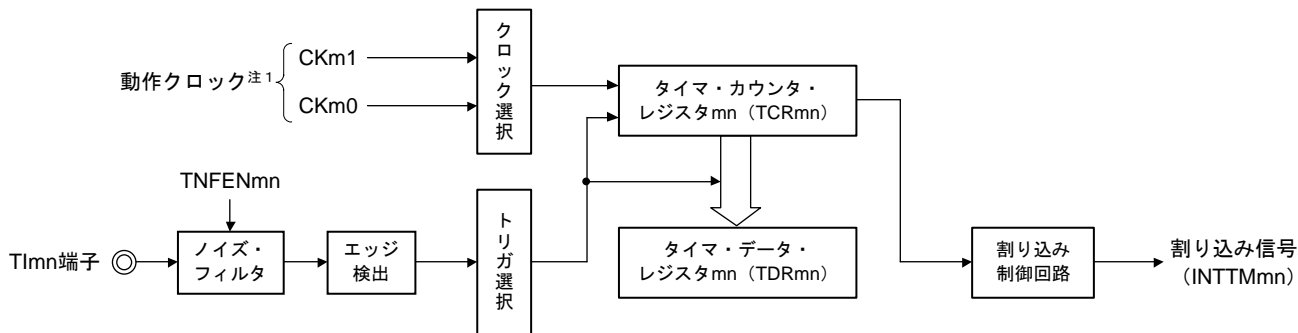 動作クロック注1
CKm1
CKm0
クロック選択
タイマ・カウンタ・
レジスタmn（TCRmn）
TNFENmn
TImn端子
ノイズ・
フィルタ
エッジ
検出
トリガ選択
タイマ・データ・
レジスタmn（TDRmn）
割り込み
制御回路
割り込み信号
（INTTMmn）